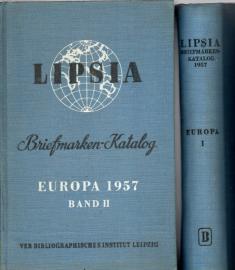 LIPSIA
Briefmarken-Katalog
EUROPA 1957
BAND II
VEB BIBLIOGRAPHISCHES INSTITUT LEIPZIG
LIPSIA
BRIEFMARKEN-
KATALOG
1957
EUROPA
I
B